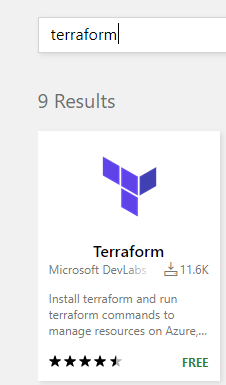 terraform
9 Results
Terraform
Microsoft DevLabs
11.6K
Install terraform and run
terraform commands to
manage resources on Azure,...
FREE